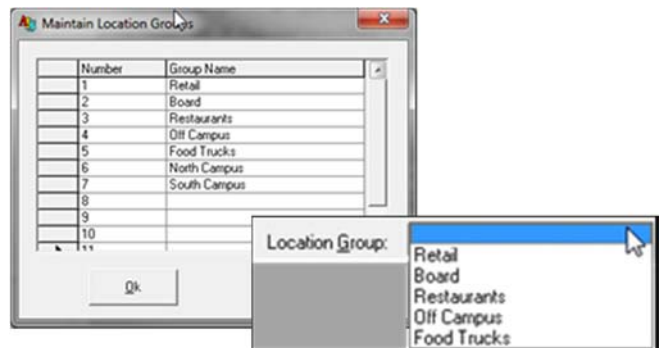 Maintain Location Groups
Number Group Name
1 Retail
2 Board
3 Restaurants
4 Off Campus
5 Food Trucks
6 North Campus
7 South Campus
8
9
10
11
Ok
Location Group:
Retail
Board
Restaurants
Off Campus
Food Trucks